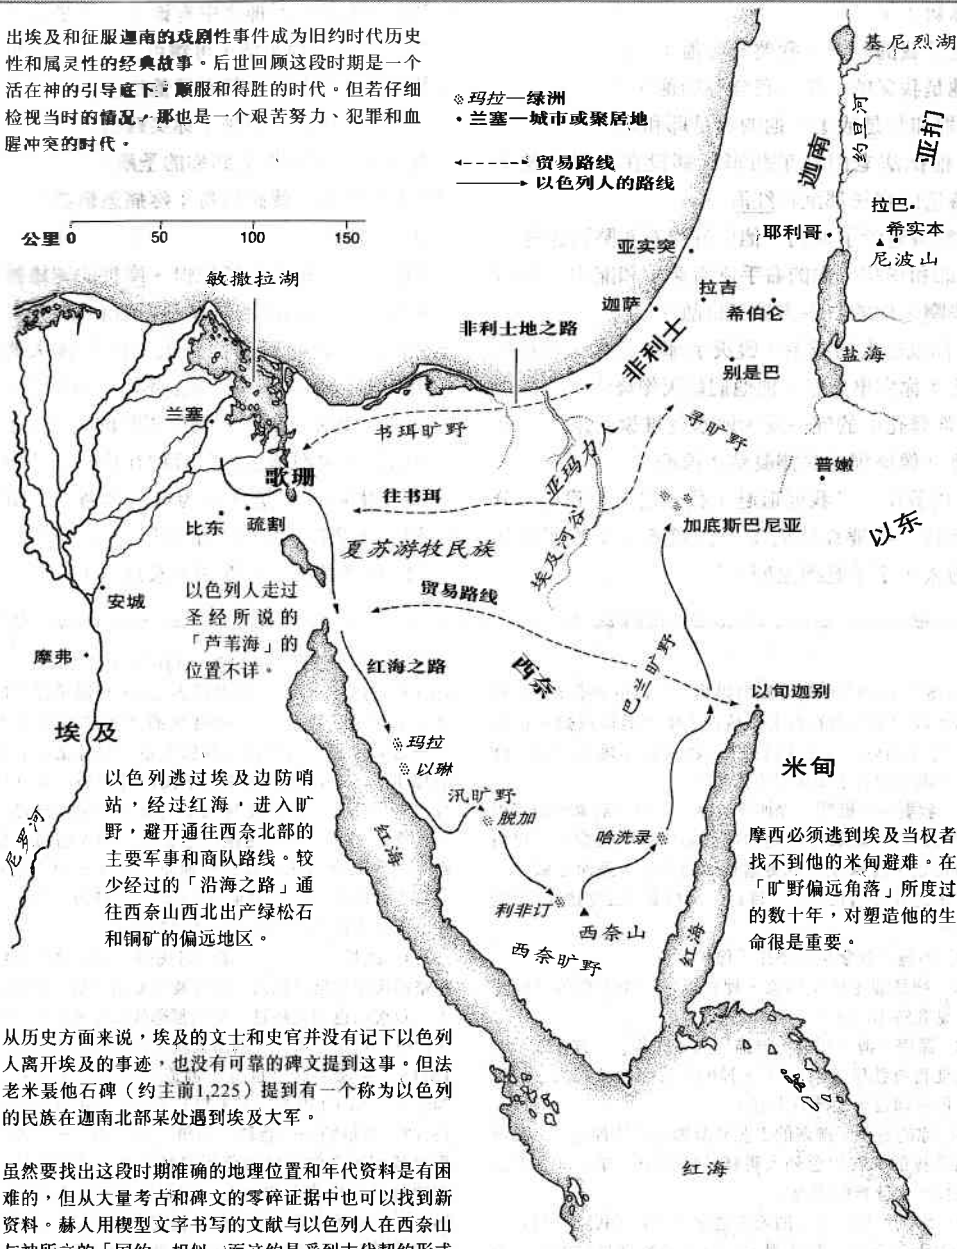 出埃及和征服迦南的戏剧性事件成为旧约时代历史
性和属灵性的经典故事。后世回顾这段时期是一个
活在神的引导底下，顺服和得胜的时代。但若仔细
检视当时的情况，那也是一个艰苦努力、犯罪和血
腥冲突的时代。
玛拉—绿洲
兰塞—城市或聚居地
贸易路线
以色列人的路线
公里 0 50 100 150
基尼烈湖
约旦河
迦南
亚扪
拉巴
耶利哥
希实本
尼波山
亚实突
拉吉
迦萨
希伯仑
非利士
盐海
别是巴
敏撒拉湖
非利士地之路
兰塞
书珥旷野
亚玛力人
寻旷野
歌珊
往书珥
普嫩
比东
疏割
加底斯巴尼亚
以东
夏苏游牧民族
埃及河谷
安城
以色列人走过
圣经所说的
「芦苇海」的
位置不详。
贸易路线
摩弗
红海之路
西奈
巴兰旷野
以旬迦别
埃及
玛拉
以琳
米甸
以色列逃过埃及边防哨
站，经过红海，进入旷
野，避开通往西奈北部的
主要军事和商队路线。较
少经过的「沿海之路」通
往西奈山西北出产绿松石
和铜矿的偏远地区。
尼罗河
红海
汛旷野
脱加
哈洗录
利非订
西奈山
西奈旷野
红海
摩西必须逃到埃及当权者
找不到他的米甸避难。在
「旷野偏远角落」所度过
的数十年，对塑造他的生
命很是重要。
从历史方面来说，埃及的文士和史官并没有记下以色列
人离开埃及的事迹，也没有可靠的碑文提到这事。但法
老米聂他石碑（约主前1,225）提到有一个称为以色列
的民族在迦南北部某处遇到埃及大军。
红海
虽然要找出这段时期准确的地理位置和年代资料是有困
难的，但从大量考古和碑文的零碎证据中也可以找到新
资料。赫人用楔型文字书写的文献与以色列人在西奈山